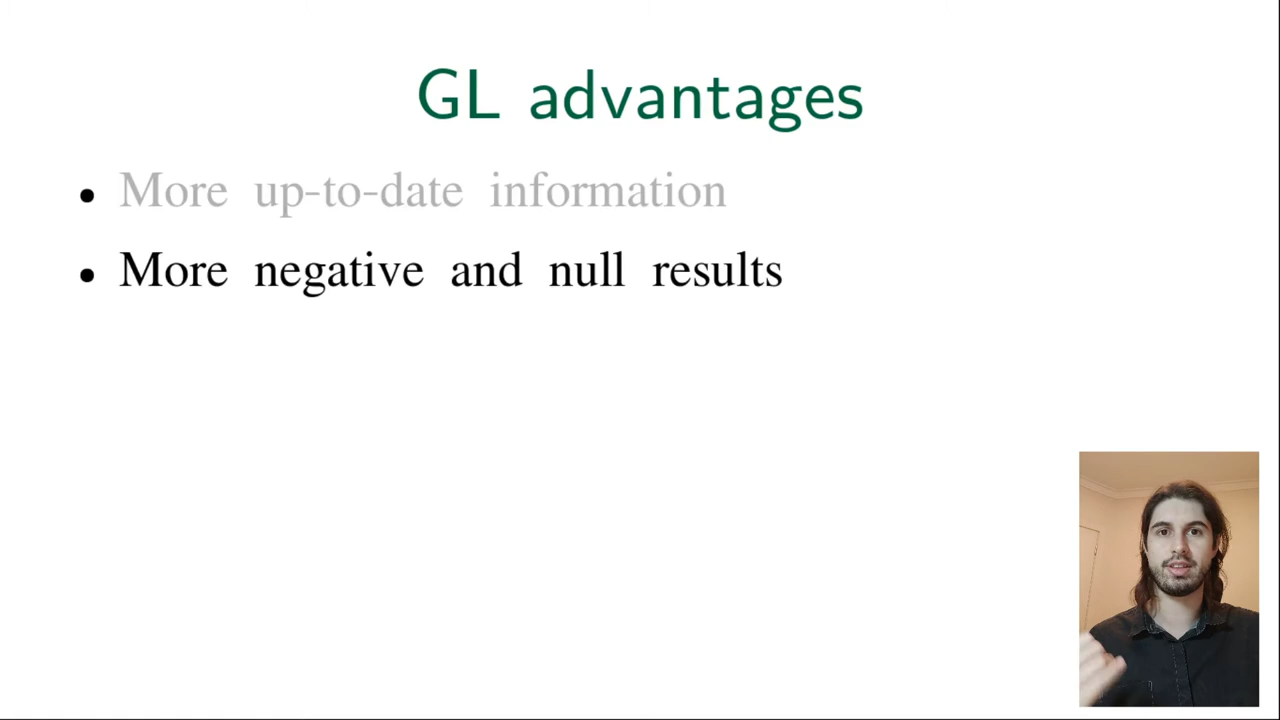 GL advantages
• More up-to-date information
• More negative and null results